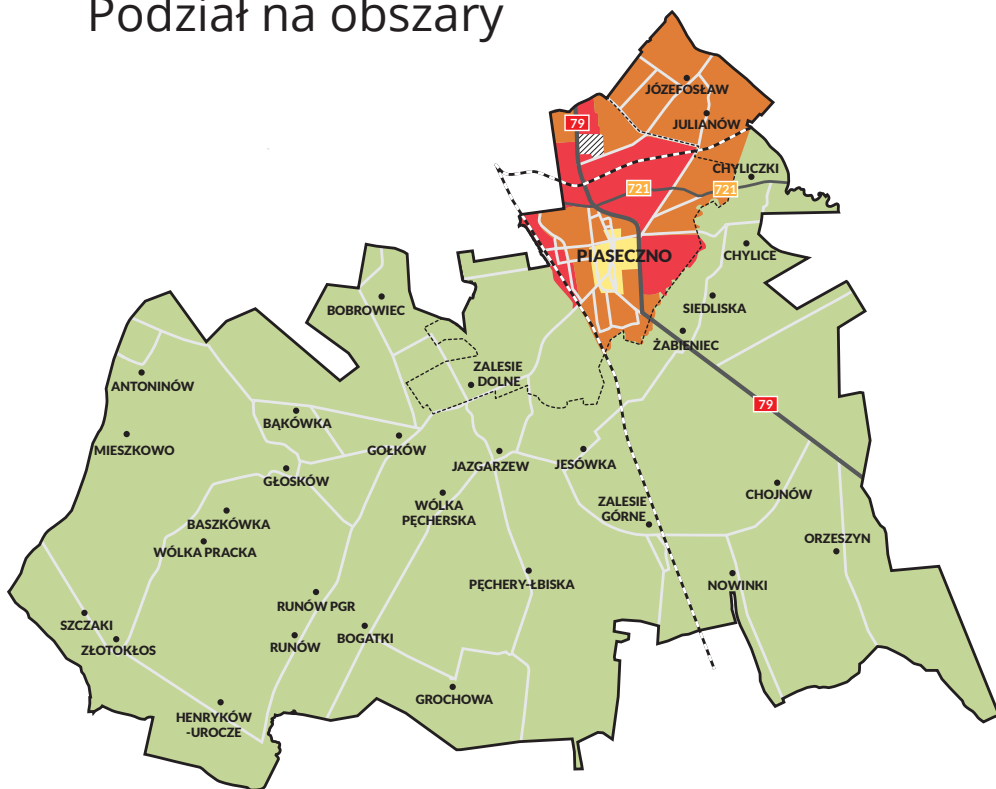 Podział na obszary
JÓZEFOSŁAW
79
JULIANÓW
CHYLICZKI
721
721
PIASECZNO
CHYLICE
BOBROWIEC
SIEDLISKA
ŻABIENIEC
ZALESIE
DOLNE
ANTONINÓW
79
BĄKÓWKA
MIESZKOWO
GOŁKÓW
JAZGARZEW
JESÓWKA
GŁOSKÓW
CHOJNÓW
WÓLKA
PĘCHERSKA
ZALESIE
GÓRNE
BASZKÓWKA
ORZESZYN
WÓLKA PRACKA
PĘCHERY-ŁBISKA
NOWINKI
RUNÓW PGR
SZCZAKI
BOGATKI
ZŁOTOKŁOS
RUNÓW
GROCHOWA
HENRYKÓW
-UROCZE